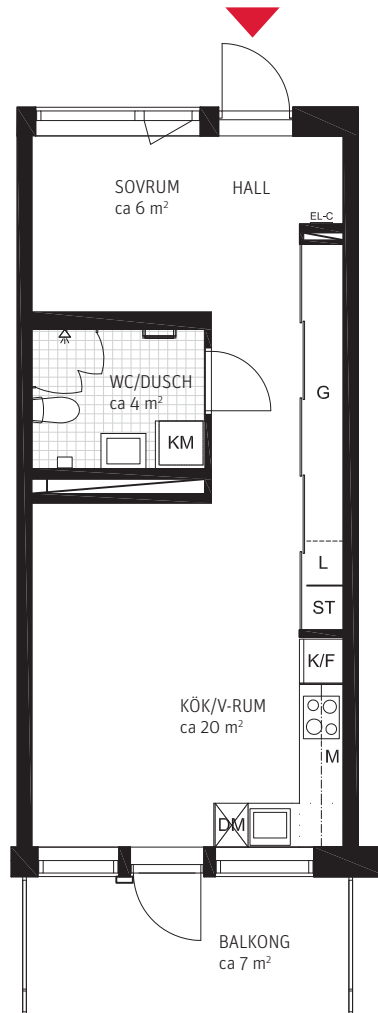 SOVRUM
ca 6 m²
HALL
EL-C
WC/DUSCH
ca 4 m²
KM
G
L
ST
K/F
KÖK/V-RUM
ca 20 m²
M
DM
BALKONG
ca 7 m²